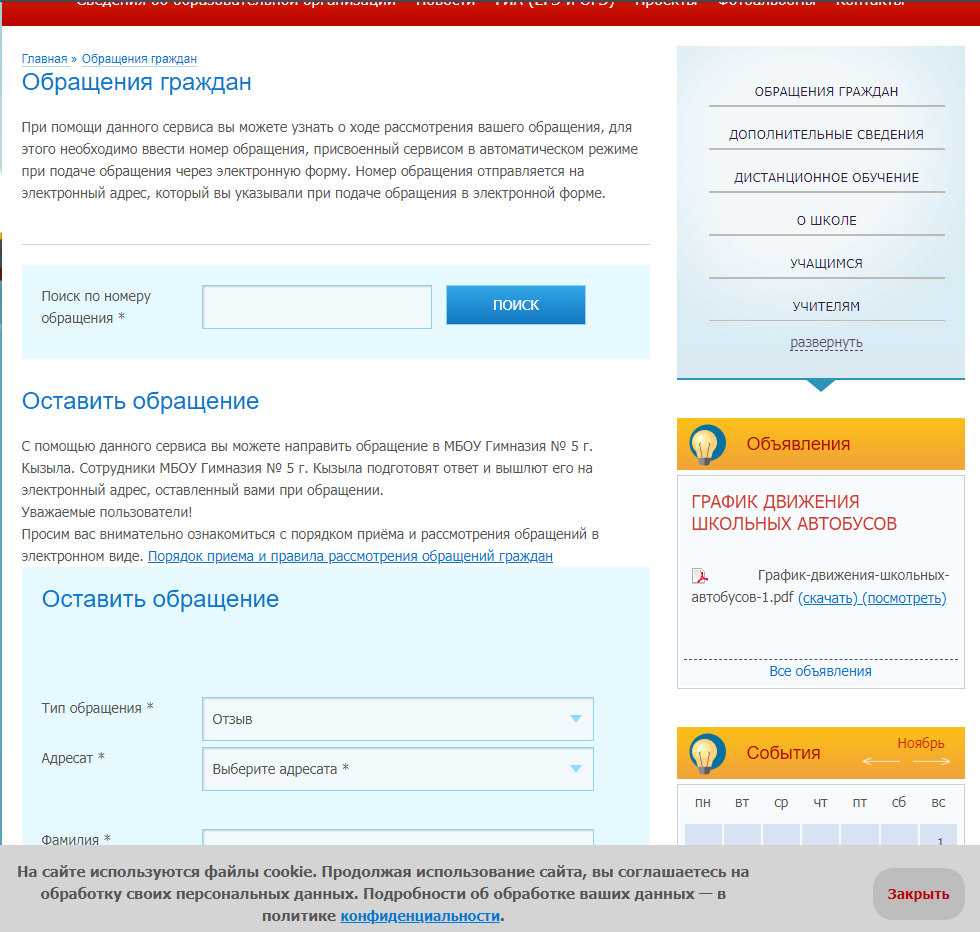 Сведения об образовательной организации Новости ГИА (ЕГЭ и ОГЭ) Проекты Фотоальбомы Контакты
Главная » Обращения граждан
Обращения граждан
При помощи данного сервиса вы можете узнать о ходе рассмотрения вашего обращения, для
этого необходимо ввести номер обращения, присвоенный сервисом в автоматическом режиме
при подаче обращения через электронную форму. Номер обращения отправляется на
электронный адрес, который вы указывали при подаче обращения в электронной форме.
Поиск по номеру
обращения *
ПОИСК
Оставить обращение
С помощью данного сервиса вы можете направить обращение в МБОУ Гимназия № 5 г.
Кызыла. Сотрудники МБОУ Гимназия № 5 г. Кызыла подготовят ответ и вышлют его на
электронный адрес, оставленный вами при обращении.
Уважаемые пользователи!
Просим вас внимательно ознакомиться с порядком приёма и рассмотрения обращений в
электронном виде. Порядок приема и правила рассмотрения обращений граждан
Оставить обращение
Тип обращения *
Отзыв
Адресат *
Выберите адресата *
Фамилия *
ОБРАЩЕНИЯ ГРАЖДАН
ДОПОЛНИТЕЛЬНЫЕ СВЕДЕНИЯ
ДИСТАНЦИОННОЕ ОБУЧЕНИЕ
О ШКОЛЕ
УЧАЩИМСЯ
УЧИТЕЛЯМ
развернуть
Объявления
ГРАФИК ДВИЖЕНИЯ
ШКОЛЬНЫХ АВТОБУСОВ
График-движения-школьных-
автобусов-1.pdf (скачать) (посмотреть)
Все объявления
События
Ноябрь
пн вт ср чт пт сб вс
1
На сайте используются файлы cookie. Продолжая использование сайта, вы соглашаетесь на
обработку своих персональных данных. Подробности об обработке ваших данных — в
политике конфиденциальности.
Закрыть